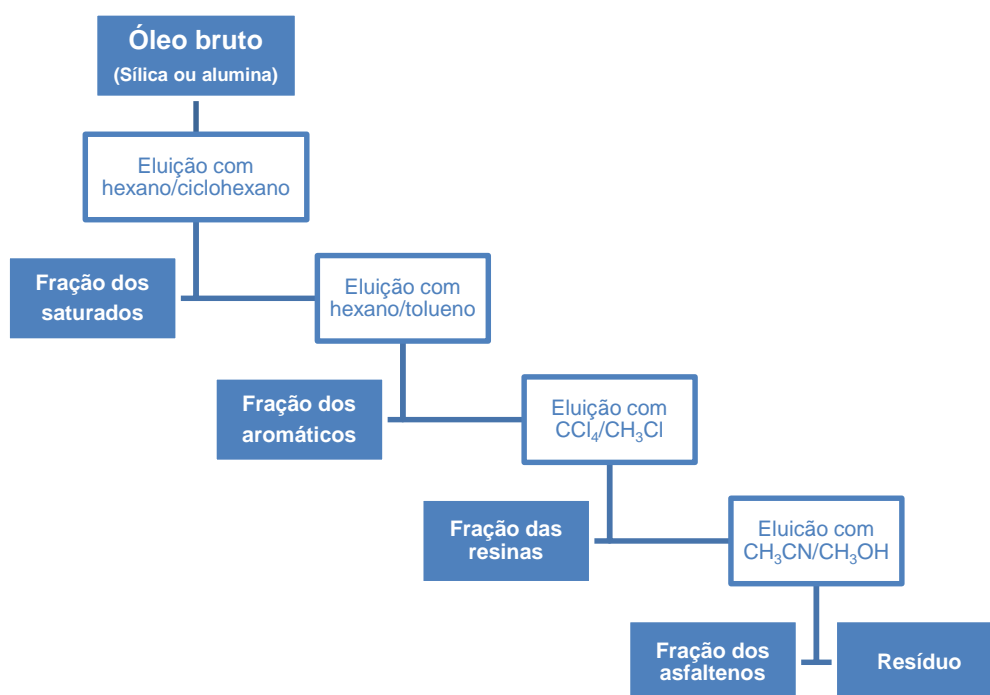 Óleo bruto
(Sílica ou alumina)
Eluição com
hexano/ciclohexano
Fração dos
saturados
Eluição com
hexano/tolueno
Fração dos
aromáticos
Eluição com
CCl₄/CH₃Cl
Fração das
resinas
Eluicão com
CH₃CN/CH₃OH
Fração dos
asfaltenos
Resíduo